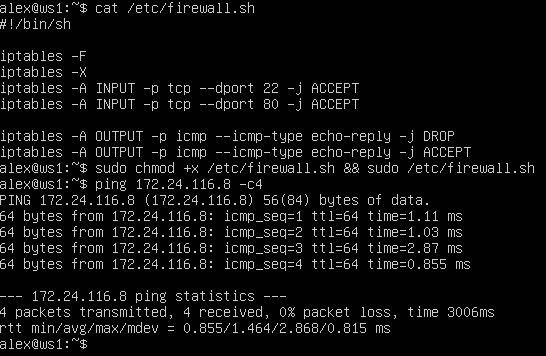 alex@ws1:~$ cat /etc/firewall.sh
#!/bin/sh
iptables -F
iptables -X
iptables -A INPUT -p tcp --dport 22 -j ACCEPT
iptables -A INPUT -p tcp --dport 80 -j ACCEPT
iptables -A OUTPUT -p icmp --icmp-type echo-reply -j DROP
iptables -A OUTPUT -p icmp --icmp-type echo-reply -j ACCEPT
alex@ws1:~$ sudo chmod +x /etc/firewall.sh && sudo /etc/firewall.sh
alex@ws1:~$ ping 172.24.116.8 -c4
PING 172.24.116.8 (172.24.116.8) 56(84) bytes of data.
64 bytes from 172.24.116.8: icmp_seq=1 ttl=64 time=1.11 ms
64 bytes from 172.24.116.8: icmp_seq=2 ttl=64 time=1.03 ms
64 bytes from 172.24.116.8: icmp_seq=3 ttl=64 time=2.87 ms
64 bytes from 172.24.116.8: icmp_seq=4 ttl=64 time=0.855 ms
--- 172.24.116.8 ping statistics ---
4 packets transmitted, 4 received, 0% packet loss, time 3006ms
rtt min/avg/max/mdev = 0.855/1.464/2.868/0.815 ms
alex@ws1:~$